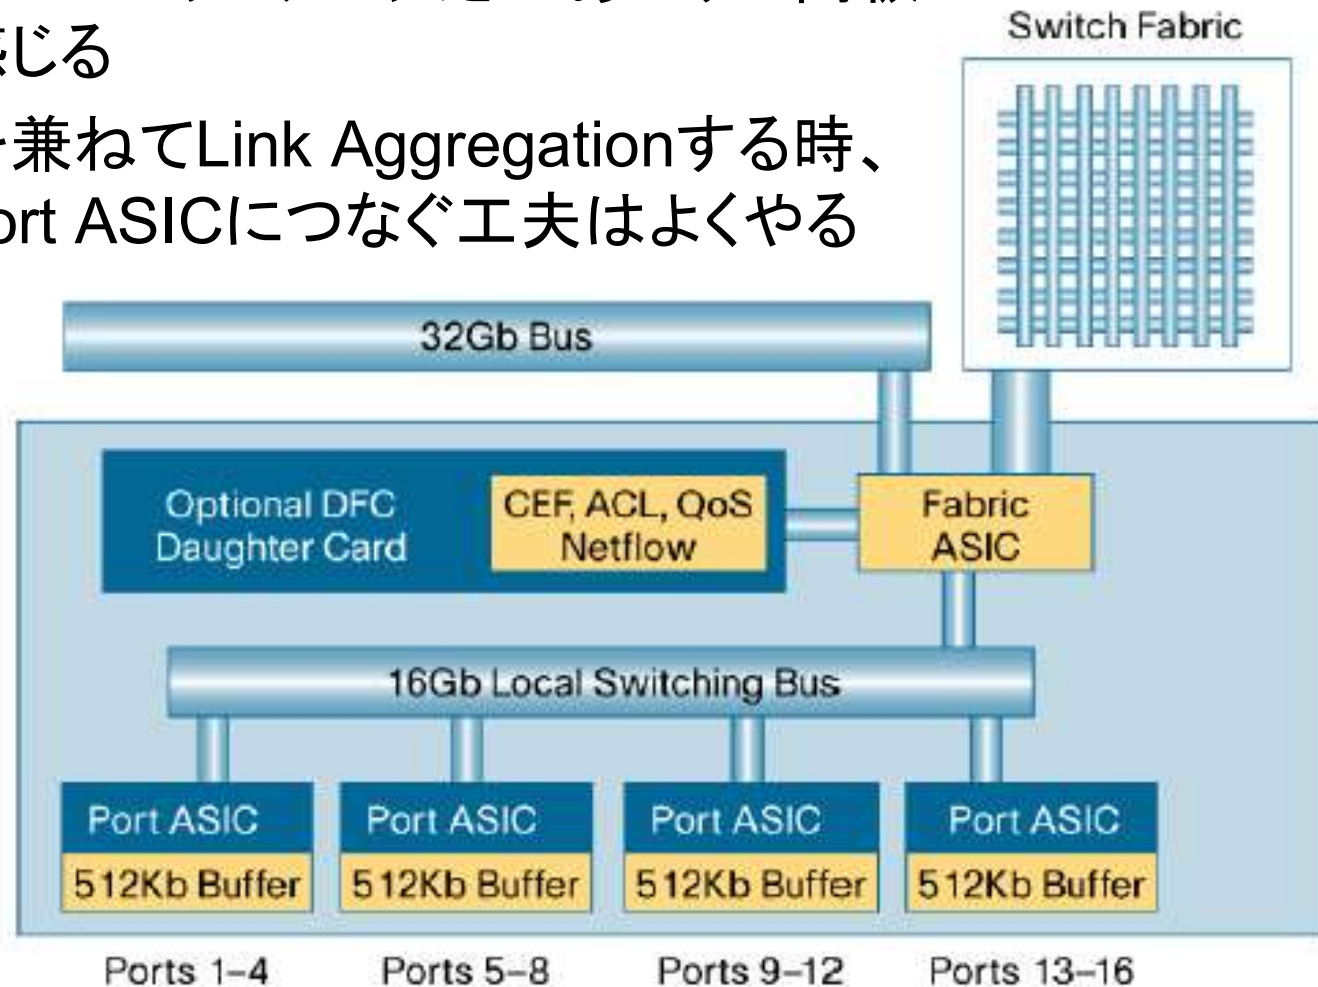 じる
兼ねてLink Aggregationする時、
ort ASICにつなぐ工夫はよくやる
Switch Fabric
32Gb Bus
Optional DFC
Daughter Card
CEF, ACL, QoS
Netflow
Fabric
ASIC
16Gb Local Switching Bus
Port ASIC
512Kb Buffer
Port ASIC
512Kb Buffer
Port ASIC
512Kb Buffer
Port ASIC
512Kb Buffer
Ports 1–4
Ports 5–8
Ports 9–12
Ports 13–16